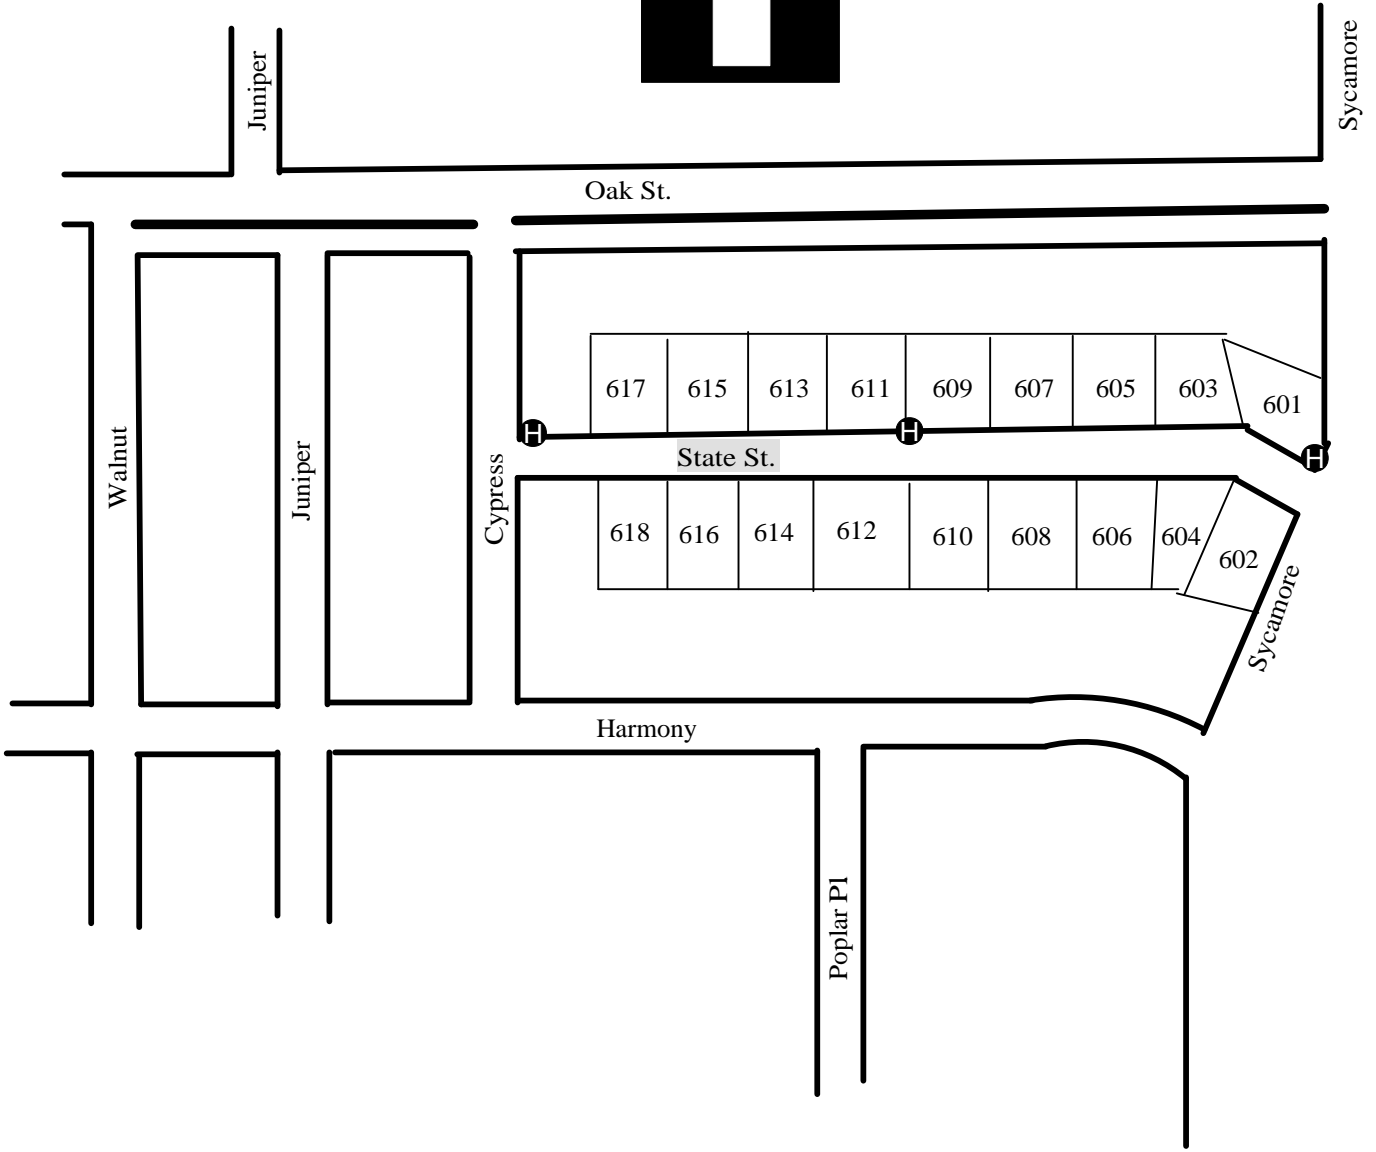 Juniper
Sycamore
Oak St.
617 615 613 611 609 607 605 603 601
H H H
State St.
Walnut
Juniper
Cypress
618 616 614 612 610 608 606 604 602
Sycamore
Harmony
Poplar Pl